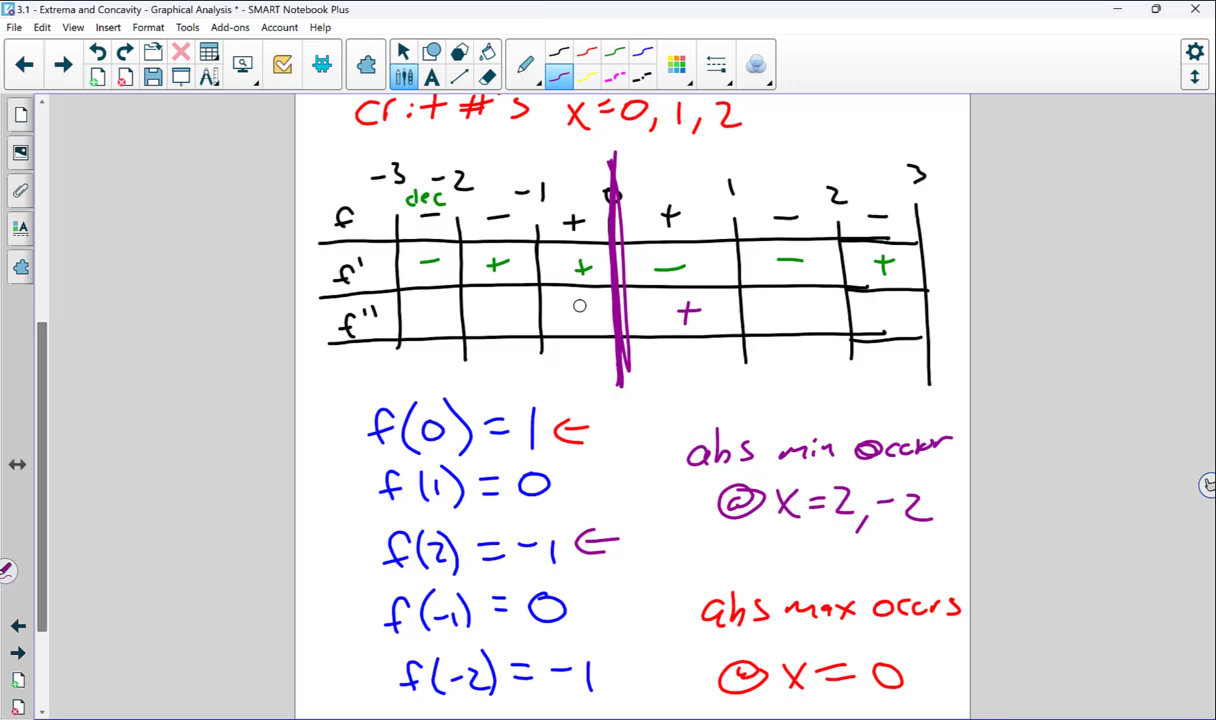 3.1 - Extrema and Concavity - Graphical Analysis * - SMART Notebook Plus
File Edit View Insert Format Tools Add-ons Account Help
crit #'s x=0, 1, 2
-3 -2 -1 0 1 2 3
dec
f - - + + - -
f' - + + - - +
f" +
f(0) = 1 ←
f(1) = 0
f(2) = -1 ←
f(-1) = 0
f(-2) = -1
abs min occur
@ x=2, -2
abs max occurs
@ x=0